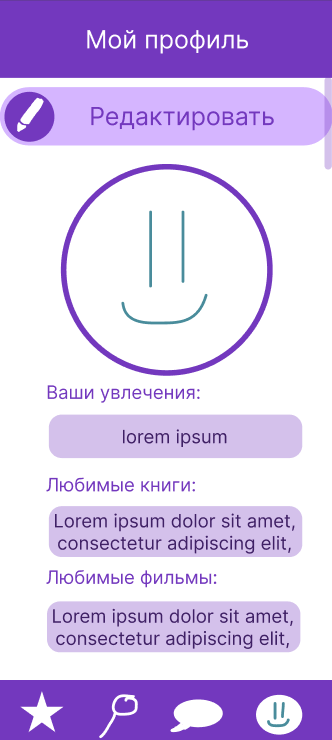 Мой профиль
Редактировать
Ваши увлечения:
lorem ipsum
Любимые книги:
Lorem ipsum dolor sit amet,
consectetur adipiscing elit,
Любимые фильмы:
Lorem ipsum dolor sit amet,
consectetur adipiscing elit,